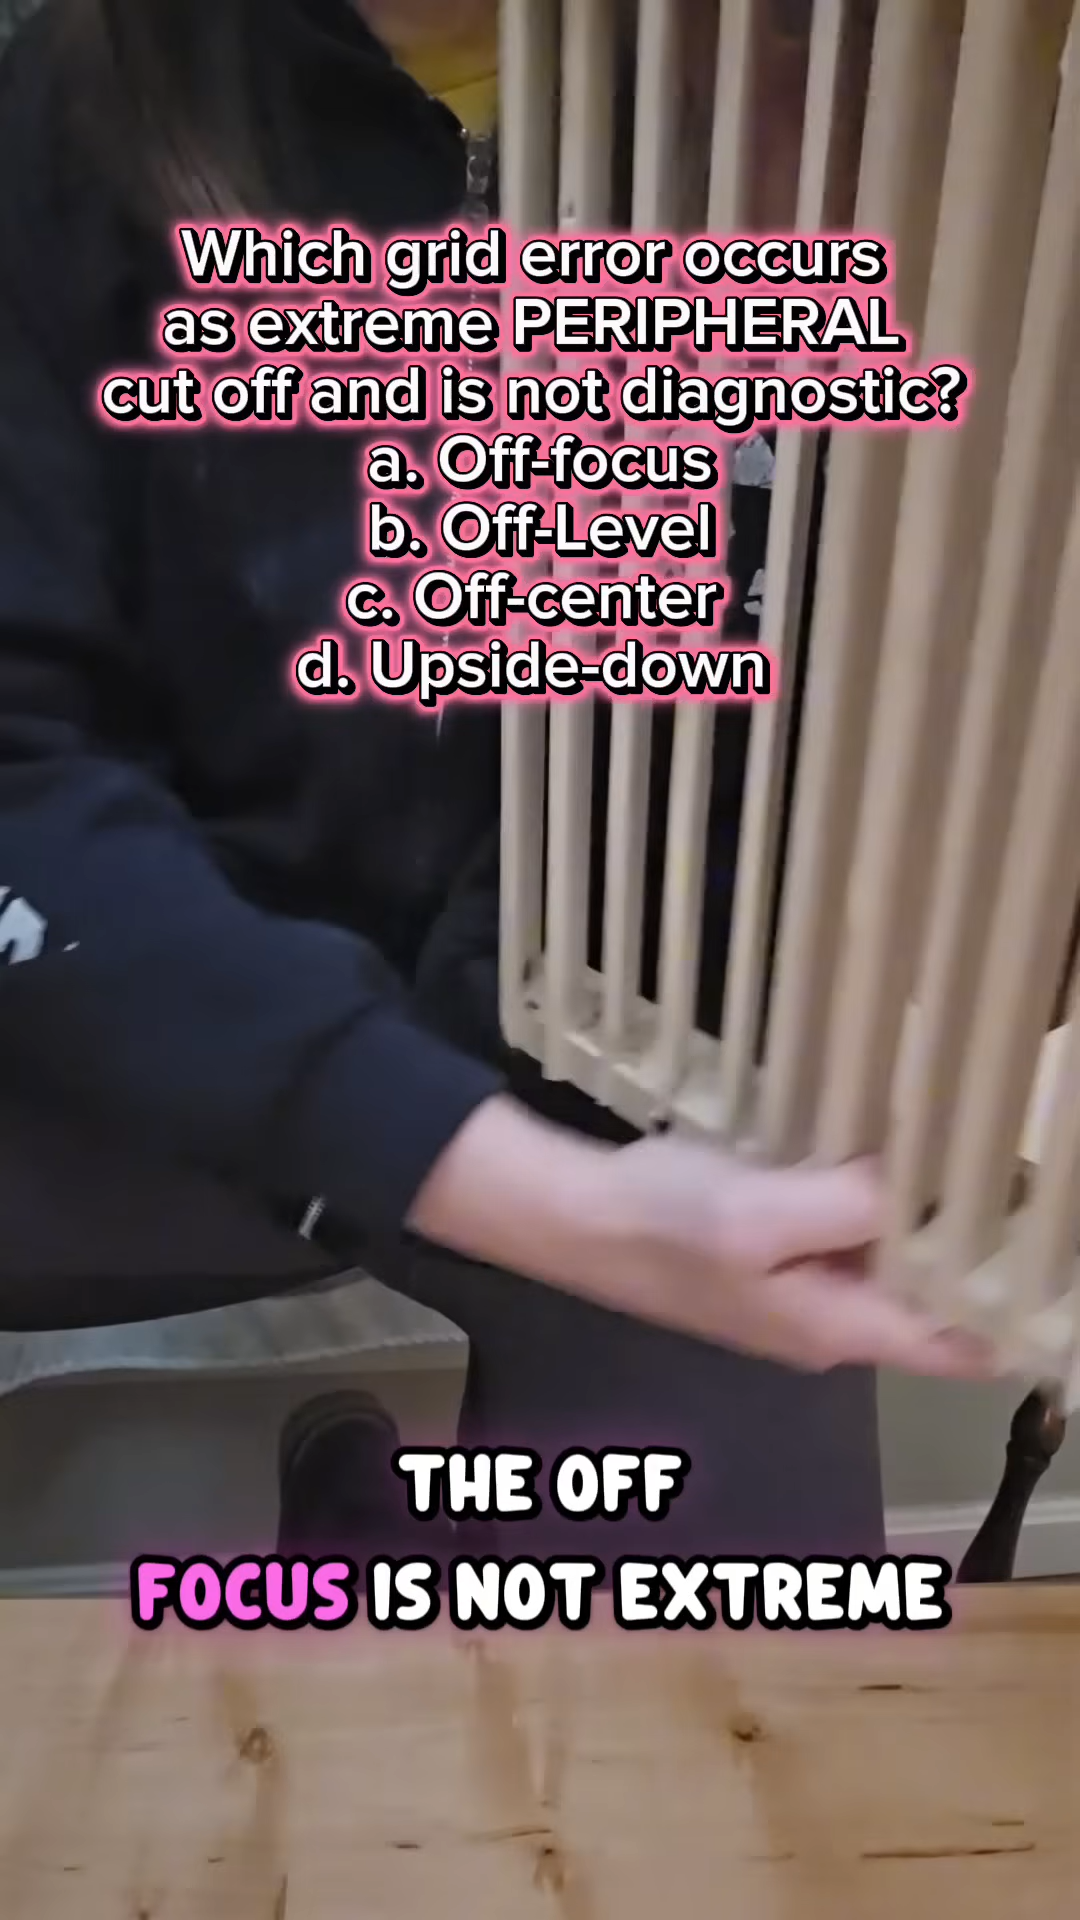 Which grid error occurs
as extreme PERIPHERAL
cut off and is not diagnostic?
a. Off-focus
b. Off-Level
c. Off-center
d. Upside-down
THE OFF
FOCUS IS NOT EXTREME